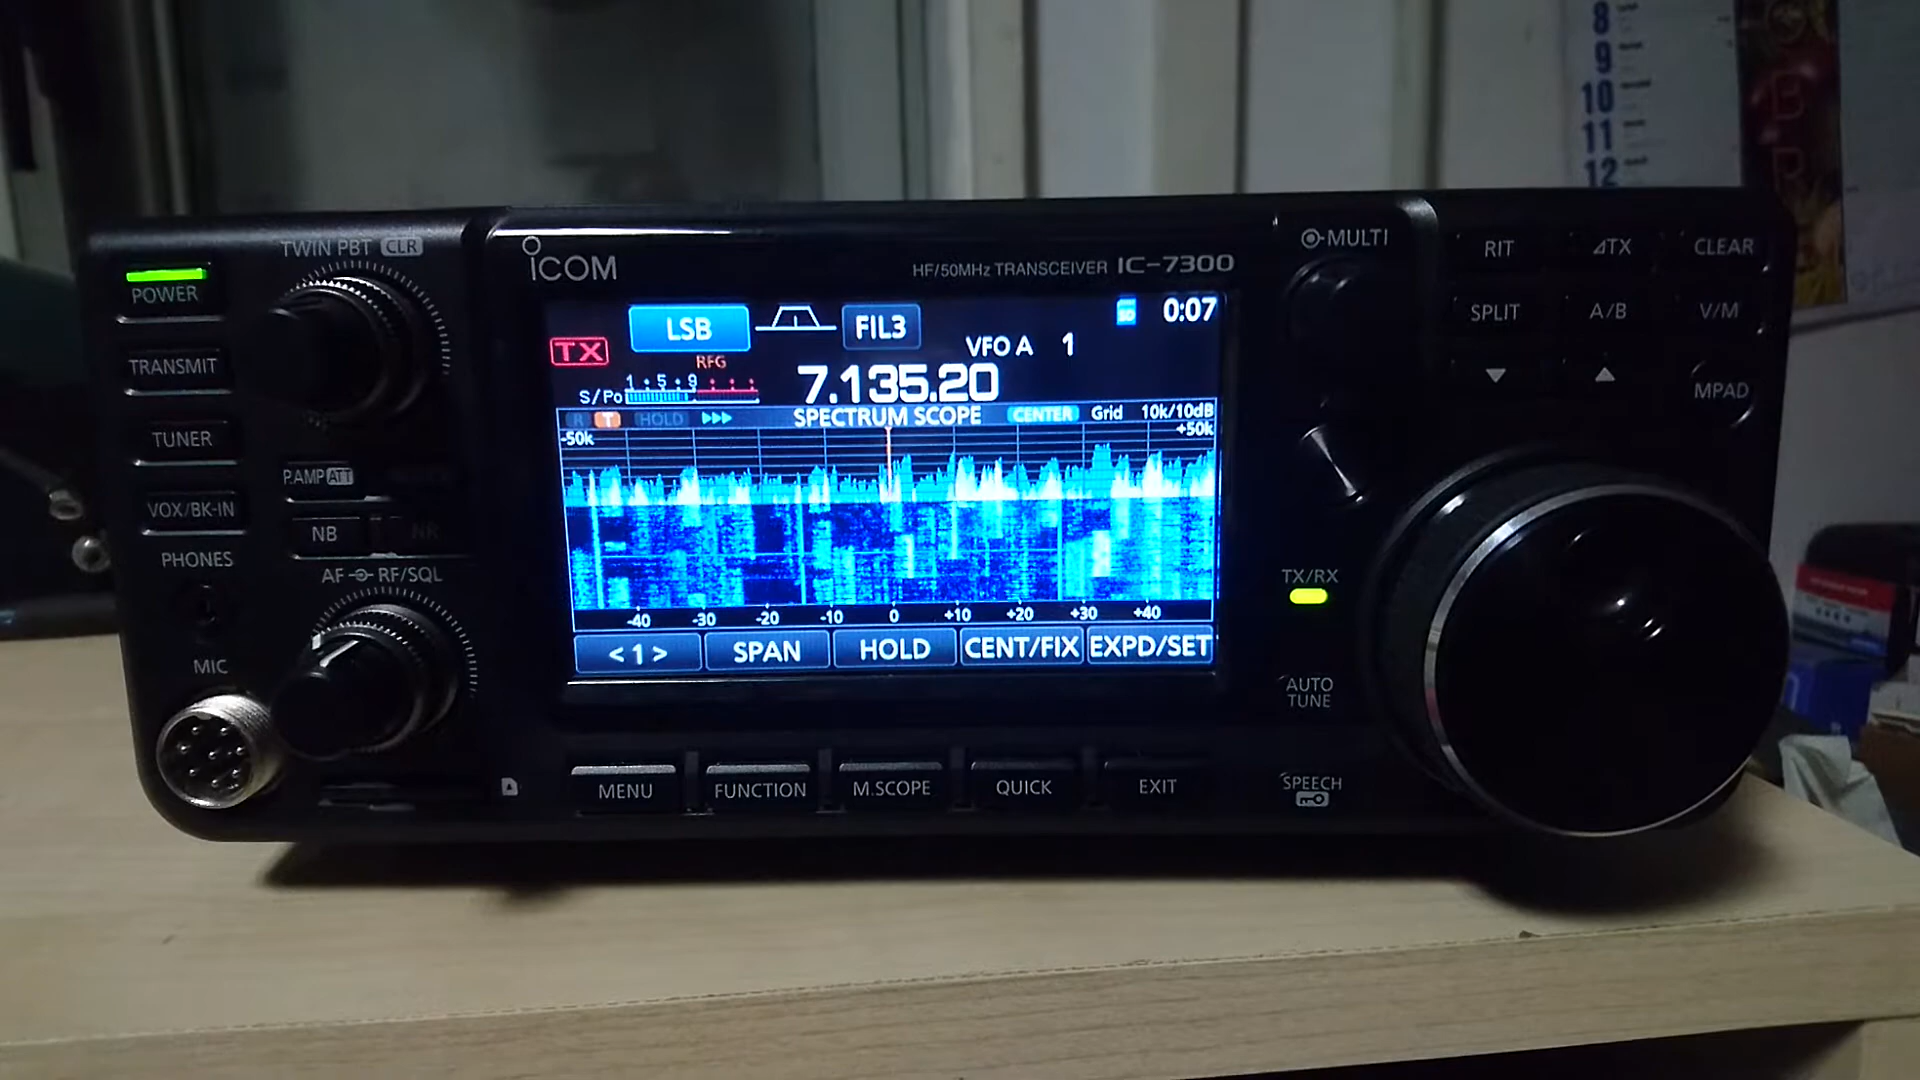 8
9
10
11
12
TWIN PBT CLR
POWER
TRANSMIT
TUNER
P.AMP ATT
VOX/BK-IN
NB
NR
PHONES
AF RF/SQL
MIC
ICOM
HF/50MHz TRANSCEIVER IC-7300
LSB
FIL3
0:07
TX
RFG
VFO A 1
S/Po 1 5 9
7.135.20
R T HOLD SPECTRUM SCOPE CENTER Grid 10k/10dB
-50k +50k
-40 -30 -20 -10 0 +10 +20 +30 +40
<1> SPAN HOLD CENT/FIX EXPD/SET
MENU FUNCTION M.SCOPE QUICK EXIT
MULTI
RIT ⊿TX CLEAR
SPLIT A/B V/M
MPAD
TX/RX
AUTO
TUNE
SPEECH